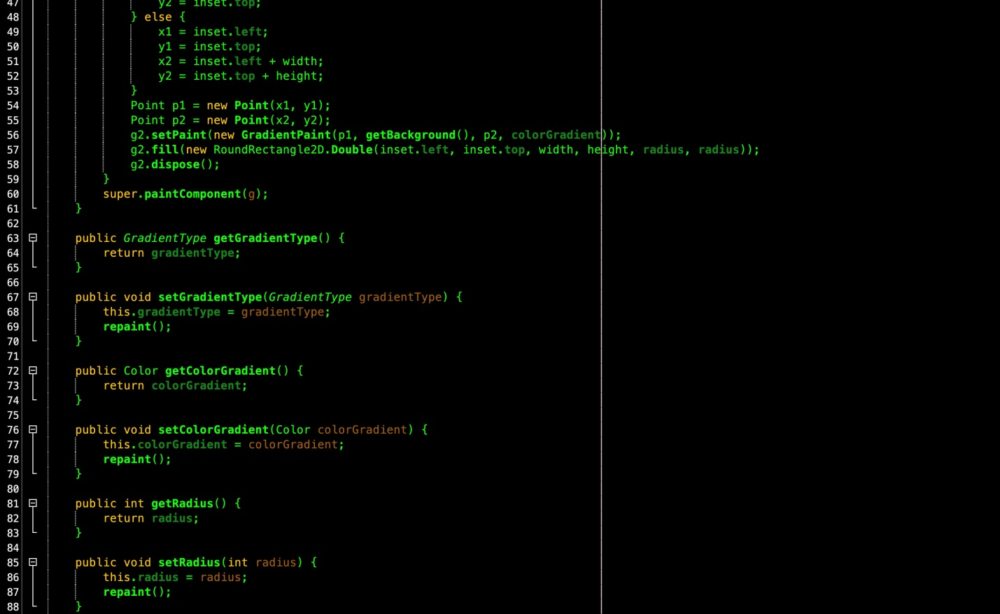 47 y2 = inset.top;
48 } else {
49 x1 = inset.left;
50 y1 = inset.top;
51 x2 = inset.left + width;
52 y2 = inset.top + height;
53 }
54 Point p1 = new Point(x1, y1);
55 Point p2 = new Point(x2, y2);
56 g2.setPaint(new GradientPaint(p1, getBackground(), p2, colorGradient));
57 g2.fill(new RoundRectangle2D.Double(inset.left, inset.top, width, height, radius, radius));
58 g2.dispose();
59 }
60 super.paintComponent(g);
61 }
62
63 public GradientType getGradientType() {
64 return gradientType;
65 }
66
67 public void setGradientType(GradientType gradientType) {
68 this.gradientType = gradientType;
69 repaint();
70 }
71
72 public Color getColorGradient() {
73 return colorGradient;
74 }
75
76 public void setColorGradient(Color colorGradient) {
77 this.colorGradient = colorGradient;
78 repaint();
79 }
80
81 public int getRadius() {
82 return radius;
83 }
84
85 public void setRadius(int radius) {
86 this.radius = radius;
87 repaint();
88 }